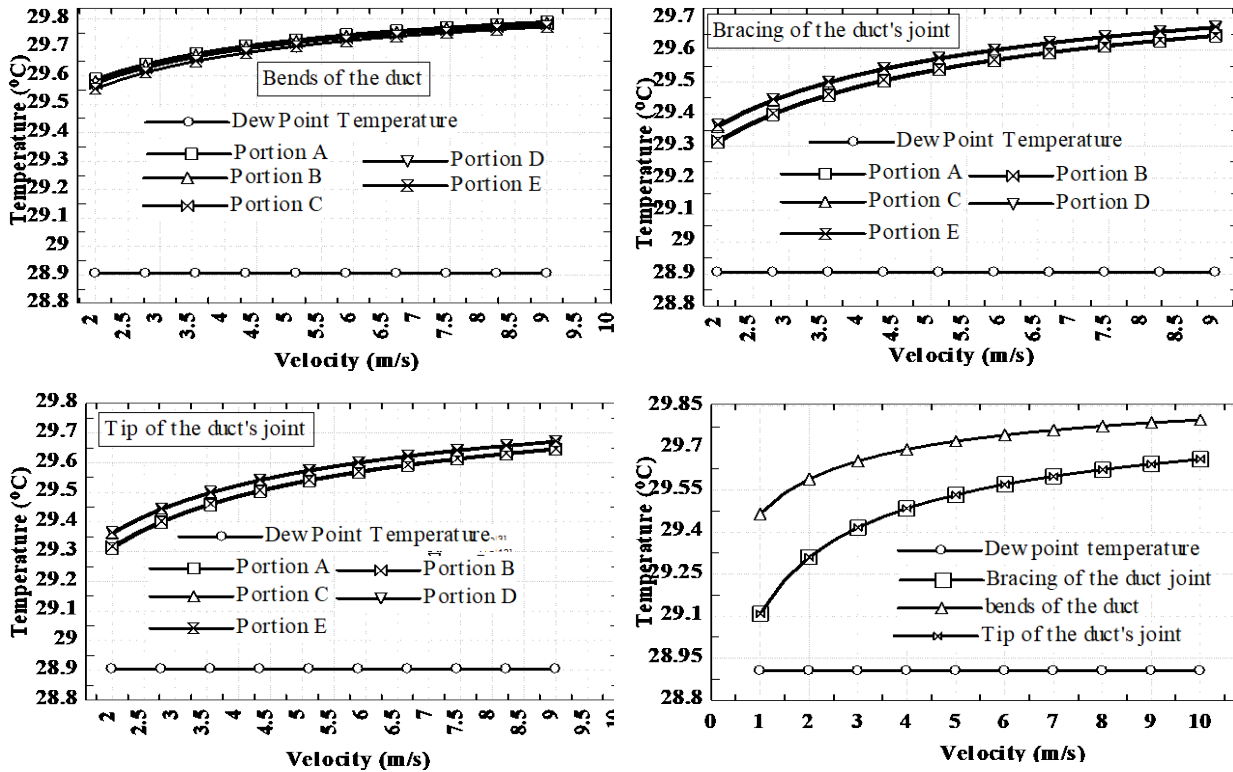 Temperature (⁰C)
29.8
29.7
29.6
29.5
29.4
29.3
29.2
29.1
29
28.9
28.8
Bends of the duct
Dew Point Temperature
Portion A
Portion D
Portion B
Portion E
Portion C
2 2.5 3 3.5 4 4.5 5 5.5 6 6.5 7 7.5 8 8.5 9 9.5 10
Velocity (m/s)
Temperature (⁰C)
29.7
29.6
29.5
29.4
29.3
29.2
29.1
29
28.9
28.8
Bracing of the duct's joint
Dew Point Temperature
Portion A
Portion B
Portion C
Portion D
Portion E
2 2.5 3 3.5 4 4.5 5 5.5 6 6.5 7 7.5 8 8.5 9
Velocity (m/s)
Temperature (⁰C)
29.8
29.7
29.6
29.5
29.4
29.3
29.2
29.1
29
28.9
28.8
Tip of the duct's joint
Dew Point Temperature
Portion A
Portion B
Portion C
Portion D
Portion E
2 2.5 3 3.5 4 4.5 5 5.5 6 6.5 7 7.5 8 8.5 9 9.5
Velocity (m/s)
Temperature (⁰C)
29.85
29.7
29.55
29.4
29.25
29.1
28.95
28.8
Dew point temperature
Bracing of the duct joint
bends of the duct
Tip of the duct's joint
0 1 2 3 4 5 6 7 8 9 10
Velocity (m/s)